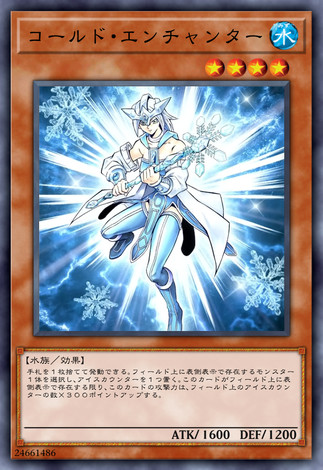 コールド・エンチャンター 水
【水族／効果】
手札を１枚捨てて発動できる。フィールド上に表側表示で存在するモンスター
１体を選択し、アイスカウンターを１つ置く。このカードがフィールド上に表
側表示で存在する限り、このカードの攻撃力は、フィールド上のアイスカウン
ターの数×３００ポイントアップする。
ATK/ 1600 DEF/1200
24661486